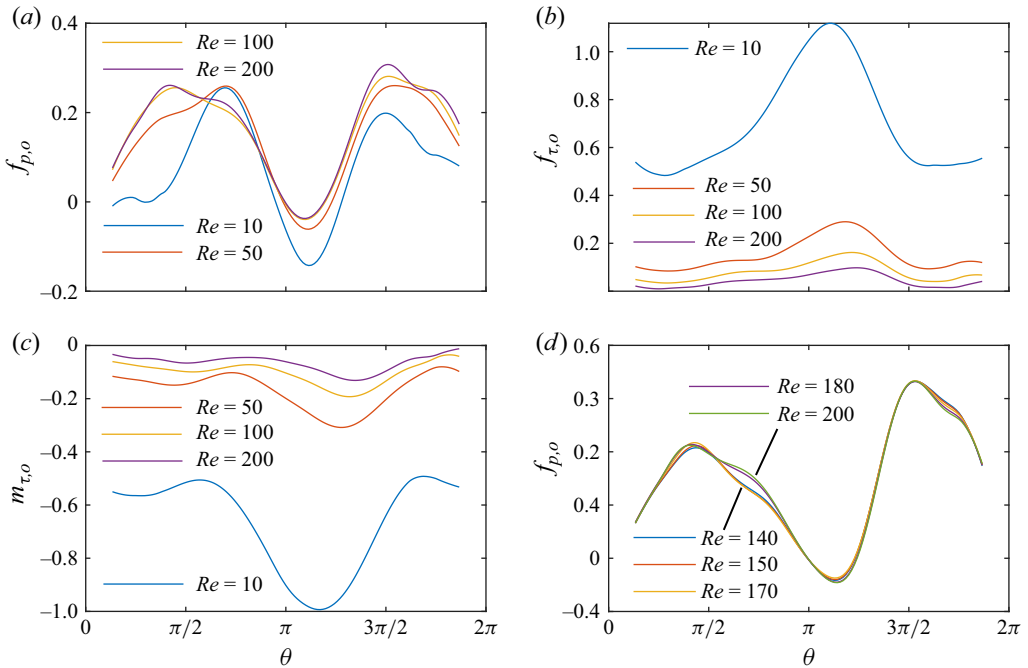 (a)
0.4
0.2
0
–0.2
f_{p,o}
Re = 100
Re = 200
Re = 10
Re = 50
(b)
1.0
0.8
0.6
0.4
0.2
f_{τ,o}
Re = 10
Re = 50
Re = 100
Re = 200
(c)
0
–0.2
–0.4
–0.6
–0.8
–1.0
m_{τ,o}
Re = 50
Re = 100
Re = 200
Re = 10
0
π/2
π
3π/2
2π
θ
(d)
0.6
0.3
0.2
0.4
0
–0.4
f_{p,o}
Re = 180
Re = 200
Re = 140
Re = 150
Re = 170
0
π/2
π
3π/2
2π
θ